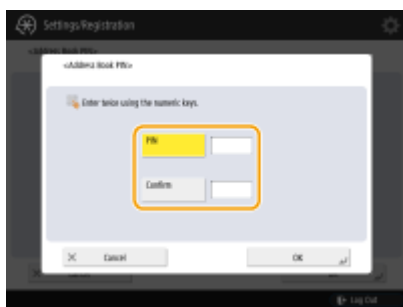 Settings/Registration
<Address Book PIN>
<Address Book PIN>
Enter twice using the numeric keys.
PIN
Confirm
Cancel
OK
Log Out